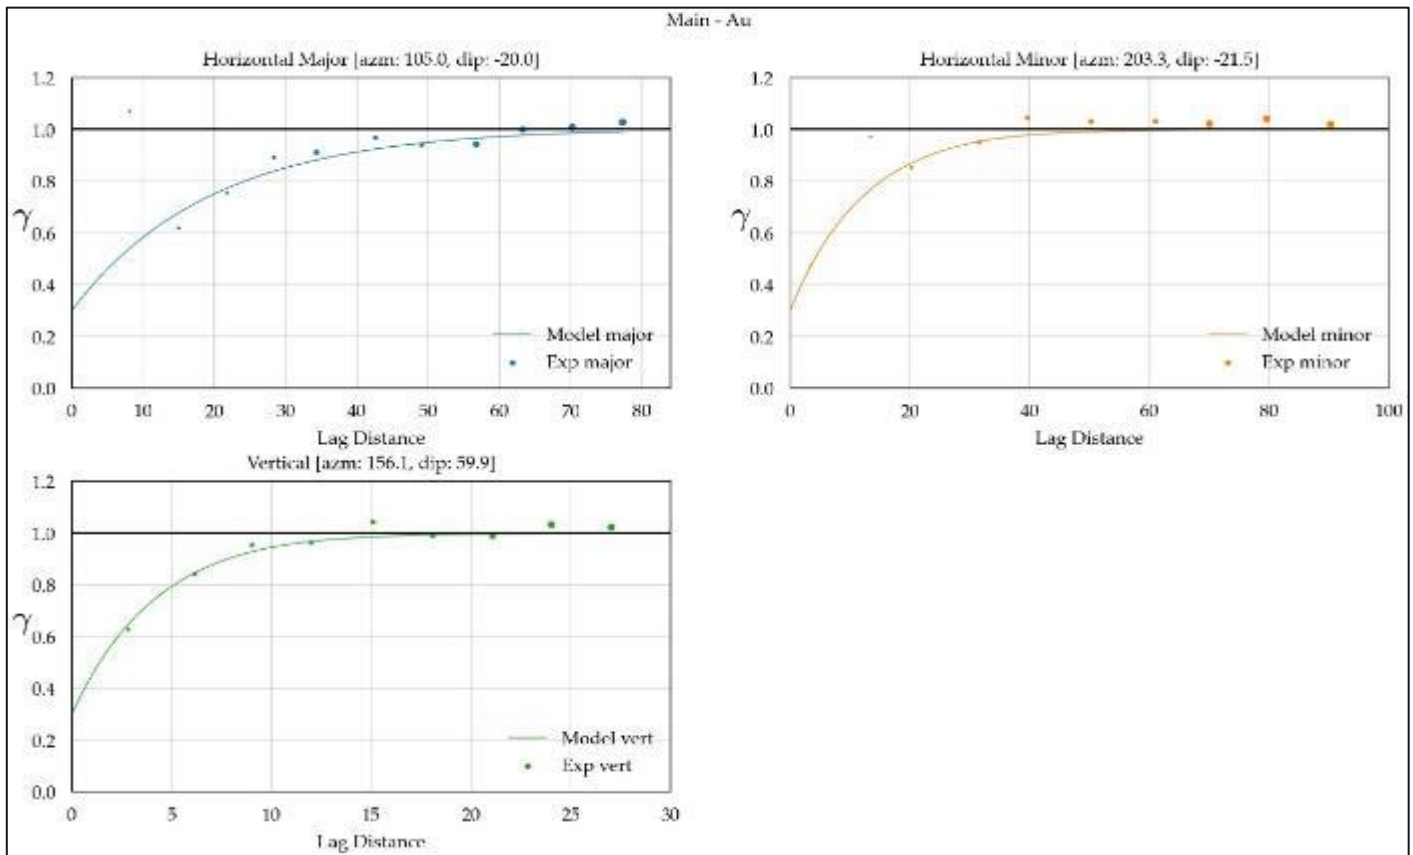 Main - Au
Horizontal Major [azm: 105.0, dip: -20.0]
1.2
1.0
0.8
0.6
0.4
0.2
0.0
γ
Model major
Exp major
0 10 20 30 40 50 60 70 80
Lag Distance
Horizontal Minor [azm: 203.3, dip: -21.5]
1.2
1.0
0.8
0.6
0.4
0.2
0.0
γ
Model minor
Exp minor
0 20 40 60 80 100
Lag Distance
Vertical [azm: 156.1, dip: 59.9]
1.2
1.0
0.8
0.6
0.4
0.2
0.0
γ
Model vert
Exp vert
0 5 10 15 20 25 30
Lag Distance